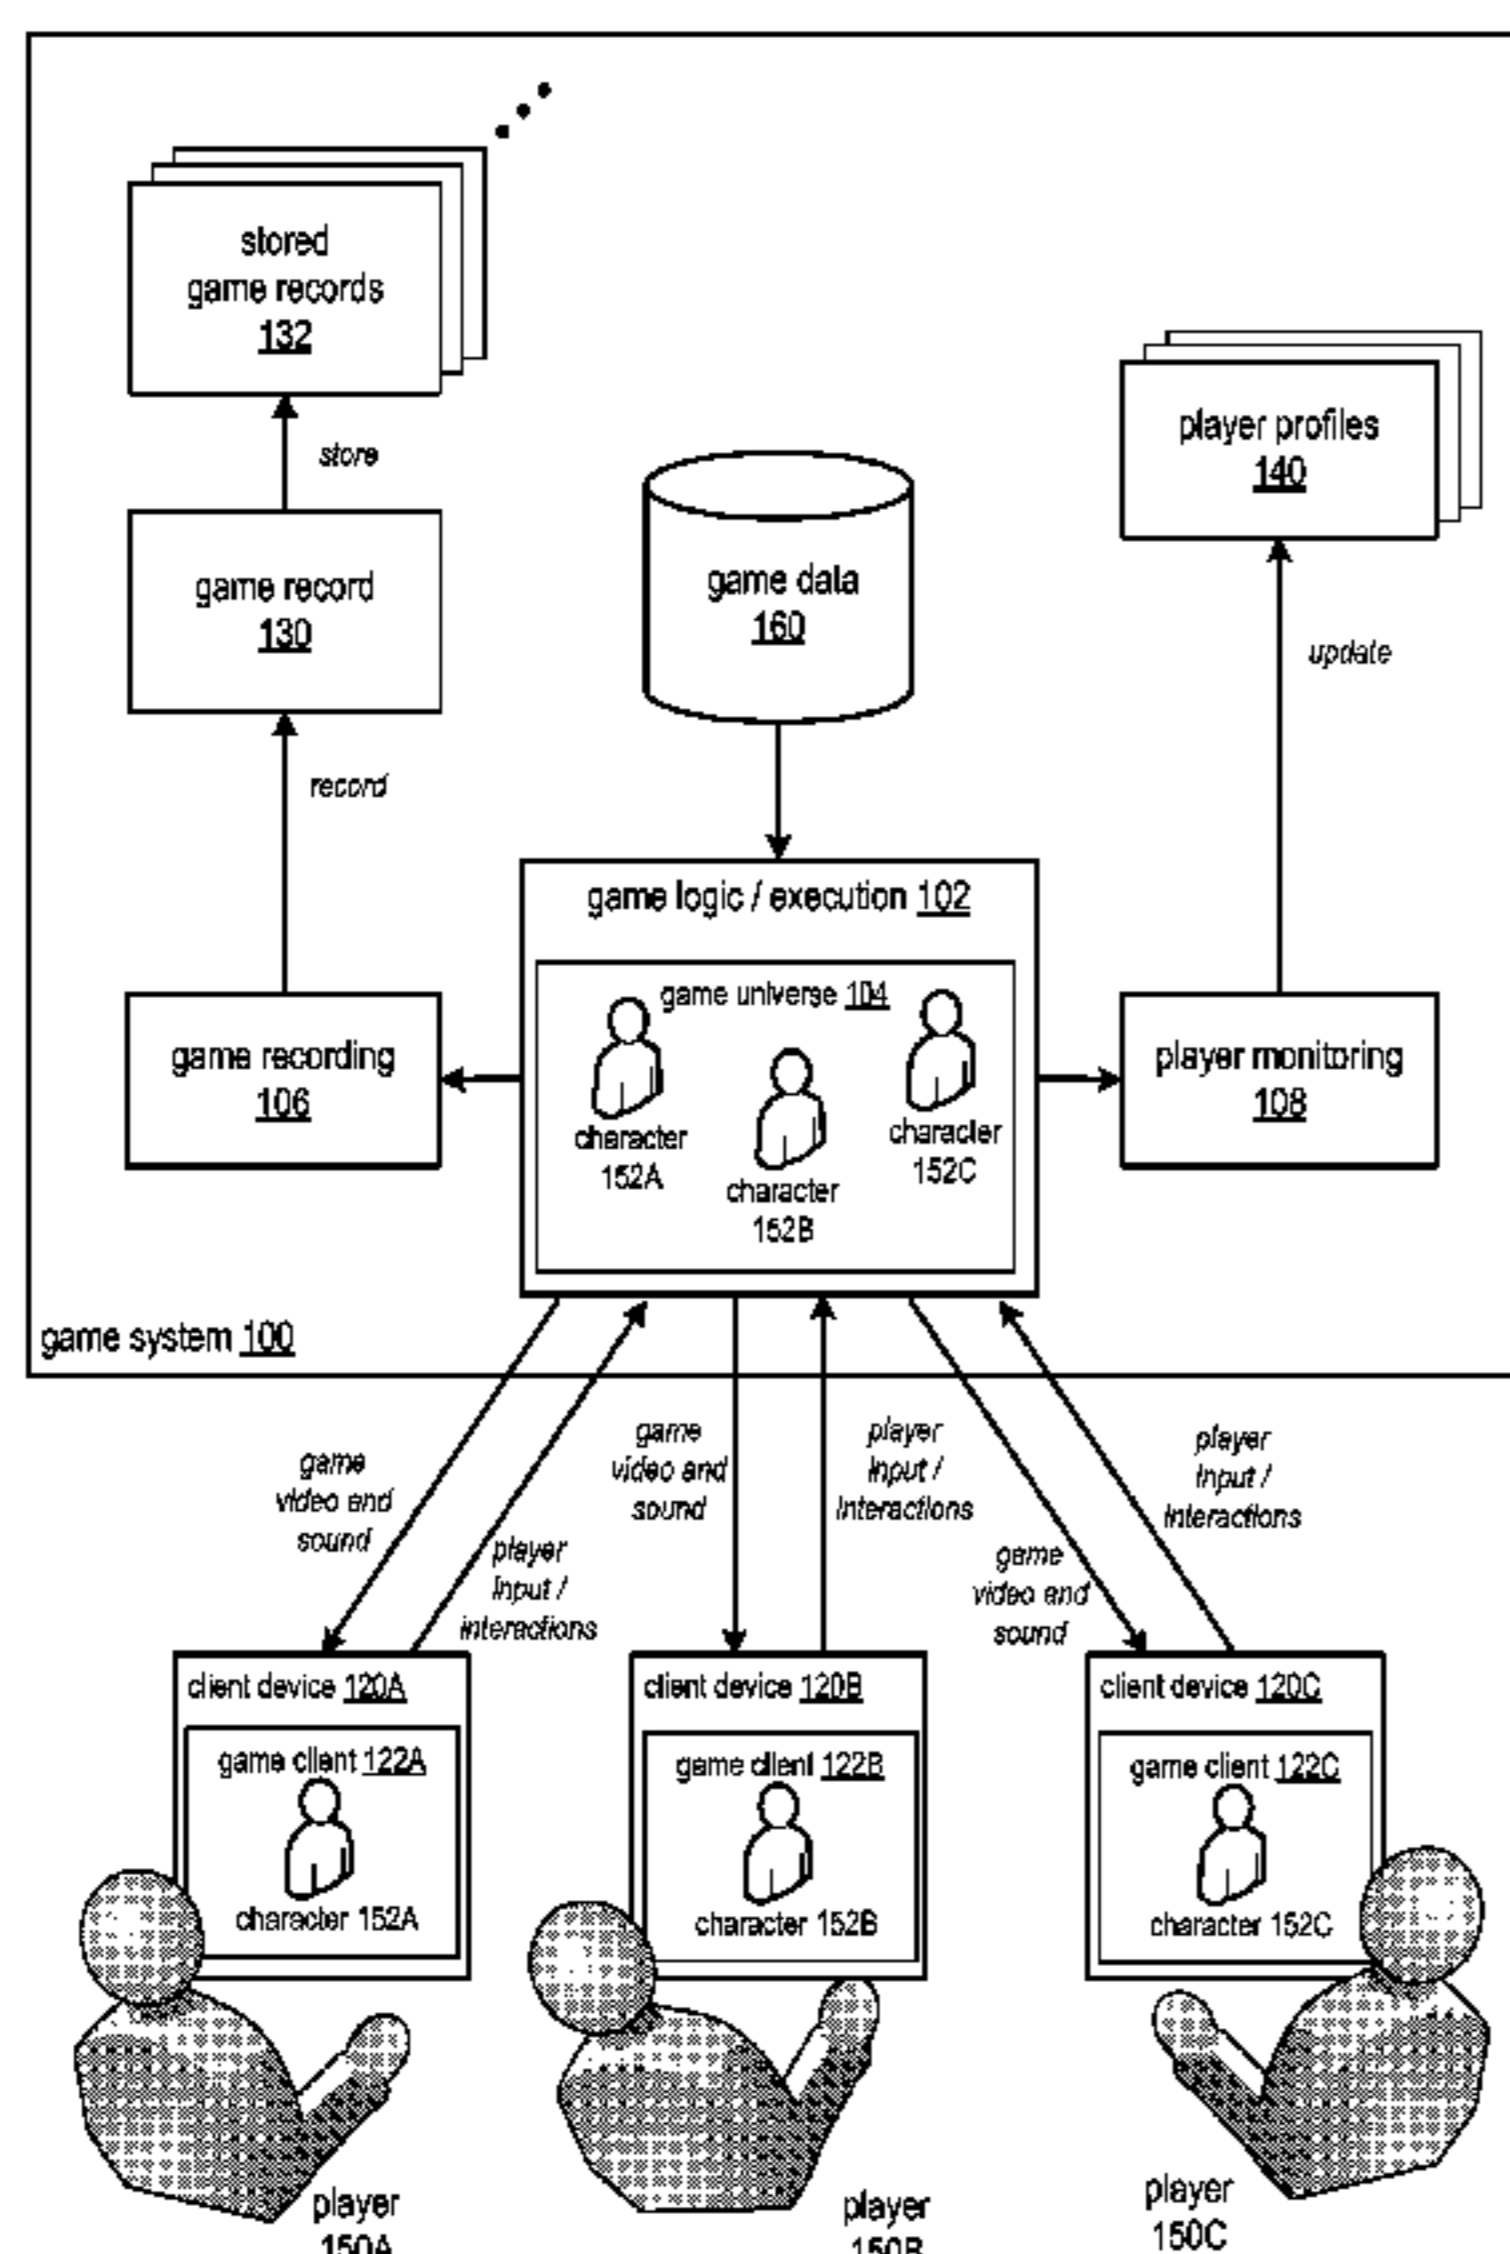 stored
game records
132
store
player profiles
140
game record
130
game data
160
update
record
game logic / execution 102
game universe 104
game recording
106
character
152A
character
152B
character
152C
player monitoring
108
game system 100
game
video and
sound
player
input /
interactions
game
video and
sound
player
input /
interactions
game
video and
sound
player
input /
interactions
client device 120A
game client 122A
character 152A
client device 120B
game client 122B
character 152B
client device 120C
game client 122C
character 152C
player
150A
player
150B
player
150C